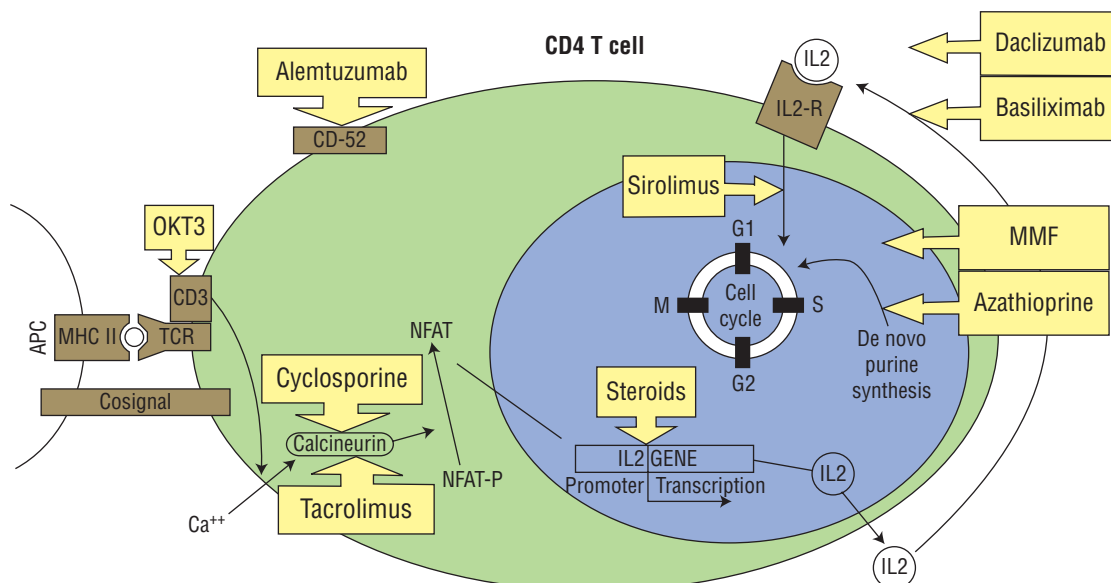 CD4 T cell
Daclizumab
IL2
Alemtuzumab
Basiliximab
IL2-R
CD-52
Sirolimus
OKT3
G1
MMF
CD3
Cell
cycle
M
S
Azathioprine
APC
MHC II
TCR
NFAT
De novo
purine
synthesis
G2
Cyclosporine
Steroids
Cosignal
Calcineurin
IL2 GENE
IL2
NFAT-P
Promoter
Transcription
Tacrolimus
Ca++
IL2